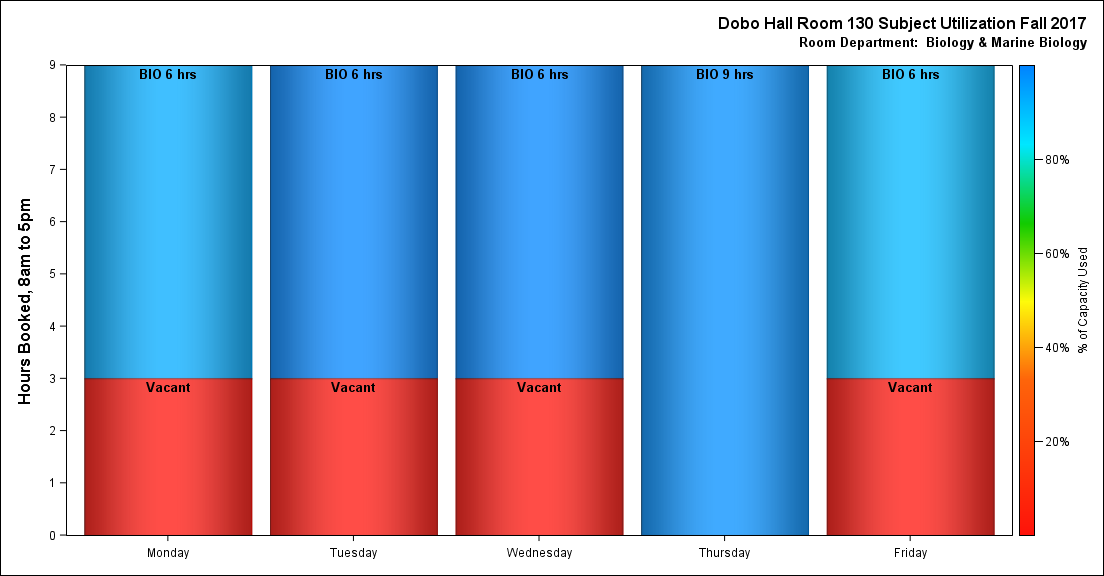 Dobo Hall Room 130 Subject Utilization Fall 2017
Room Department:  Biology & Marine Biology
Hours Booked, 8am to 5pm
9
8
7
6
5
4
3
2
1
0
BIO 6 hrs
BIO 6 hrs
BIO 6 hrs
BIO 9 hrs
BIO 6 hrs
Vacant
Vacant
Vacant
Vacant
Monday
Tuesday
Wednesday
Thursday
Friday
80%
60%
40%
20%
% of Capacity Used